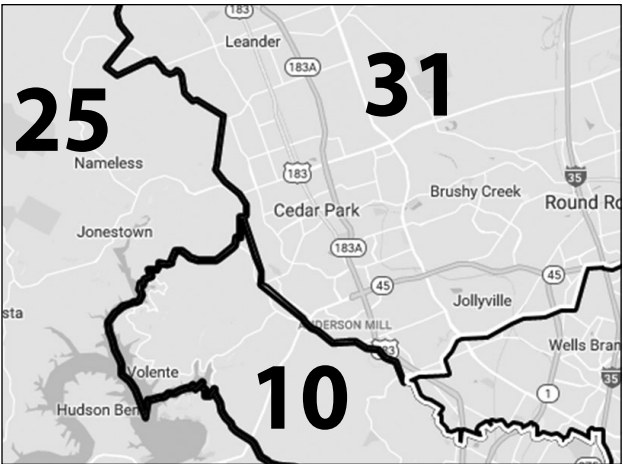 183
Leander
183A
31
25
Nameless
183
35
Brushy Creek
Cedar Park
Round Ro
Jonestown
183A
45
45
Jollyville
sta
ANDERSON MILL
Wells Bran
Volente
10
35
1
Hudson Ben